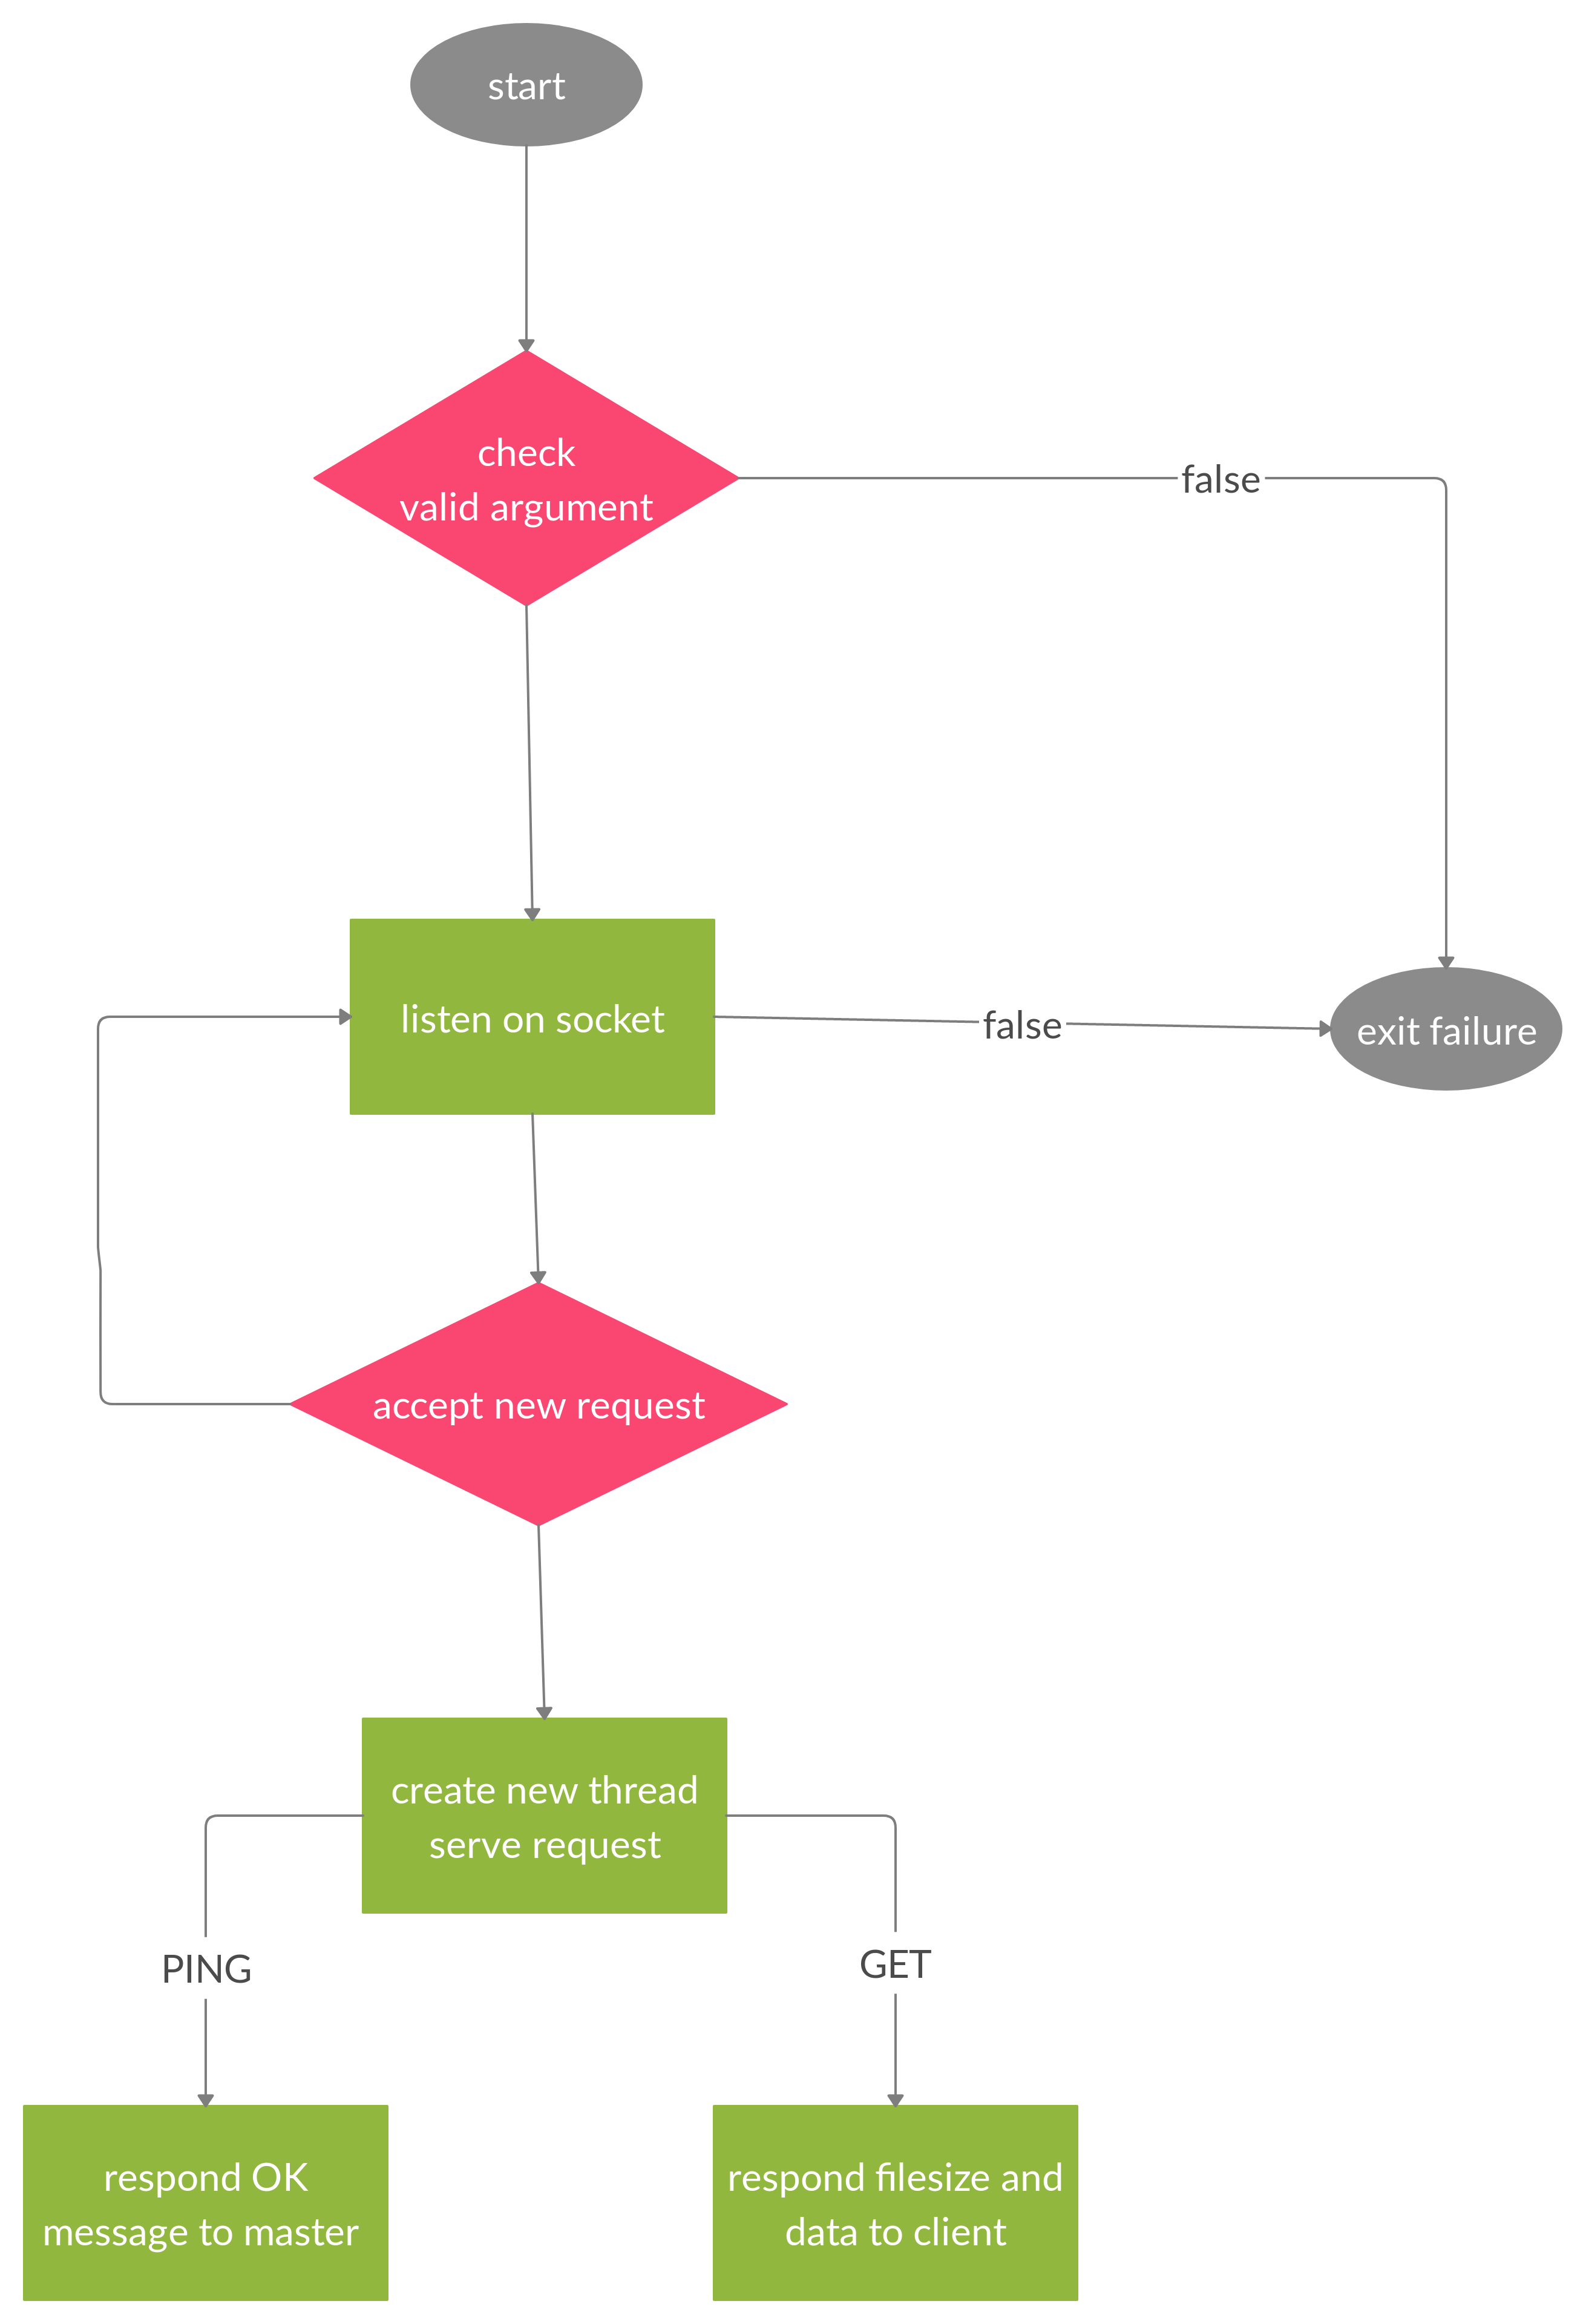 start
check
valid argument
false
listen on socket
false
exit failure
accept new request
create new thread
serve request
PING
GET
respond OK
message to master
respond filesize and
data to client